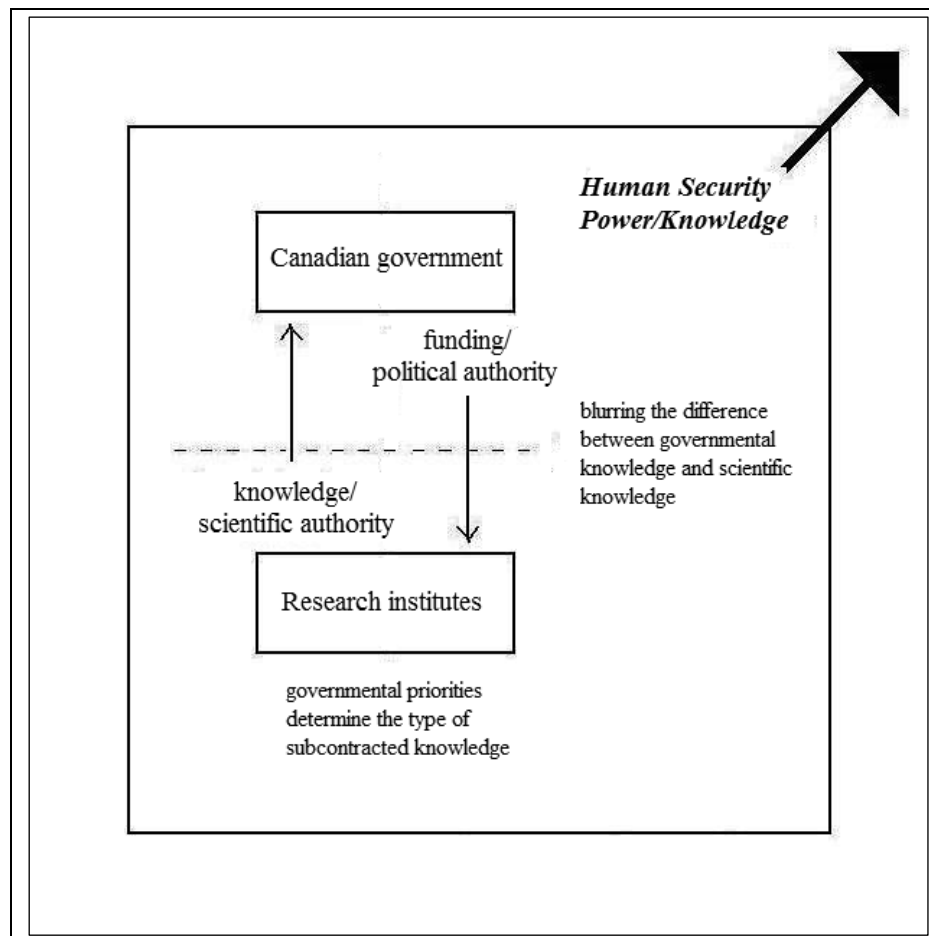 Human Security
Power/Knowledge
Canadian government
funding/
political authority
blurring the difference
between governmental
knowledge and scientific
knowledge
knowledge/
scientific authority
Research institutes
governmental priorities
determine the type of
subcontracted knowledge